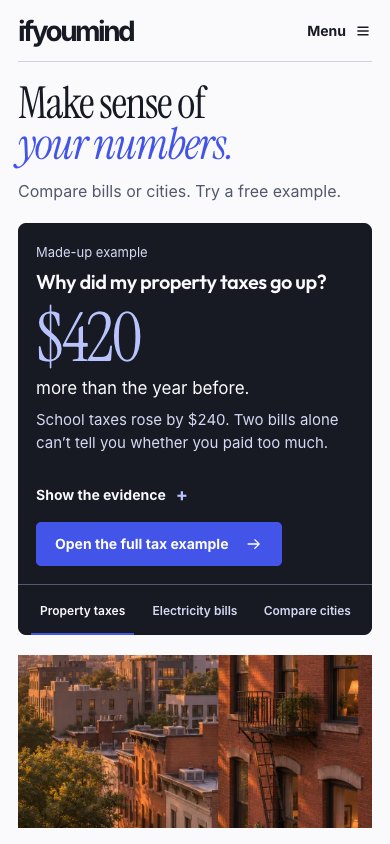 ifyoumind
Menu
Make sense of
your numbers.
Compare bills or cities. Try a free example.
Made-up example
Why did my property taxes go up?
$420
more than the year before.
School taxes rose by $240. Two bills alone
can’t tell you whether you paid too much.
Show the evidence +
Open the full tax example →
Property taxes
Electricity bills
Compare cities